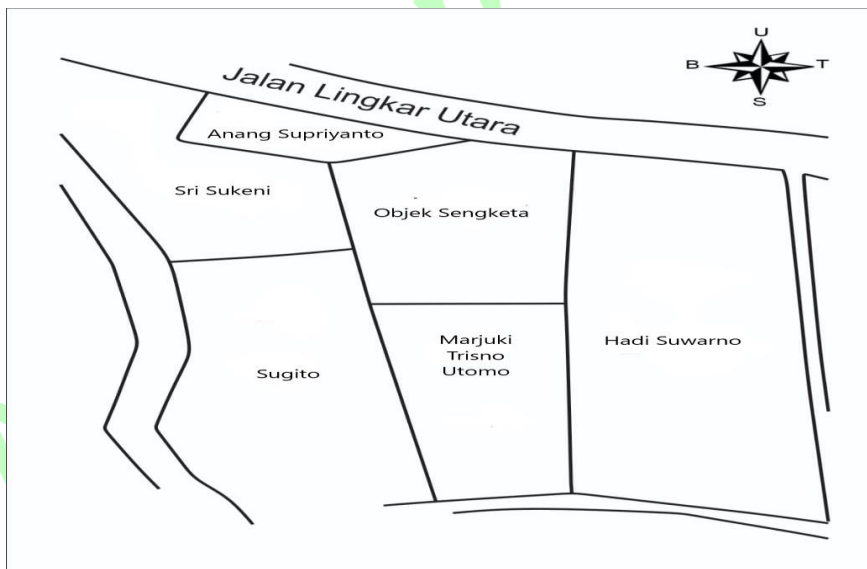 U
B
T
S
Jalan Lingkar Utara
Anang Supriyanto
Sri Sukeni
Objek Sengketa
Marjuki
Trisno
Utomo
Hadi Suwarno
Sugito